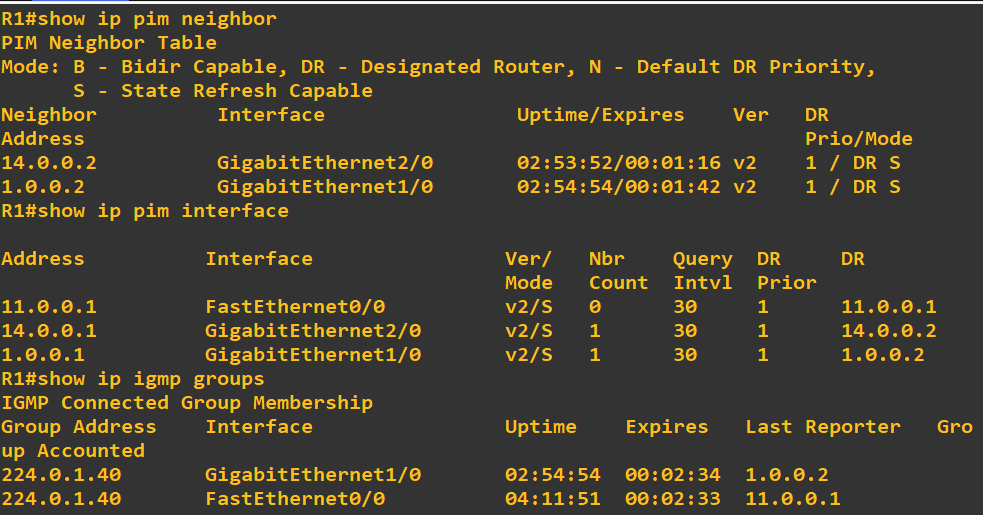 R1#show ip pim neighbor
PIM Neighbor Table
Mode: B - Bidir Capable, DR - Designated Router, N - Default DR Priority,
      S - State Refresh Capable
Neighbor          Interface                Uptime/Expires    Ver   DR
Address                                                            Prio/Mode
14.0.0.2          GigabitEthernet2/0       02:53:52/00:01:16 v2    1 / DR S
1.0.0.2           GigabitEthernet1/0       02:54:54/00:01:42 v2    1 / DR S
R1#show ip pim interface

Address          Interface                Ver/   Nbr    Query  DR     DR
                                          Mode   Count  Intvl  Prior
11.0.0.1         FastEthernet0/0          v2/S   0      30     1      11.0.0.1
14.0.0.1         GigabitEthernet2/0       v2/S   1      30     1      14.0.0.2
1.0.0.1          GigabitEthernet1/0       v2/S   1      30     1      1.0.0.2
R1#show ip igmp groups
IGMP Connected Group Membership
Group Address    Interface                Uptime    Expires   Last Reporter   Gro
up Accounted
224.0.1.40       GigabitEthernet1/0       02:54:54  00:02:34  1.0.0.2
224.0.1.40       FastEthernet0/0          04:11:51  00:02:33  11.0.0.1